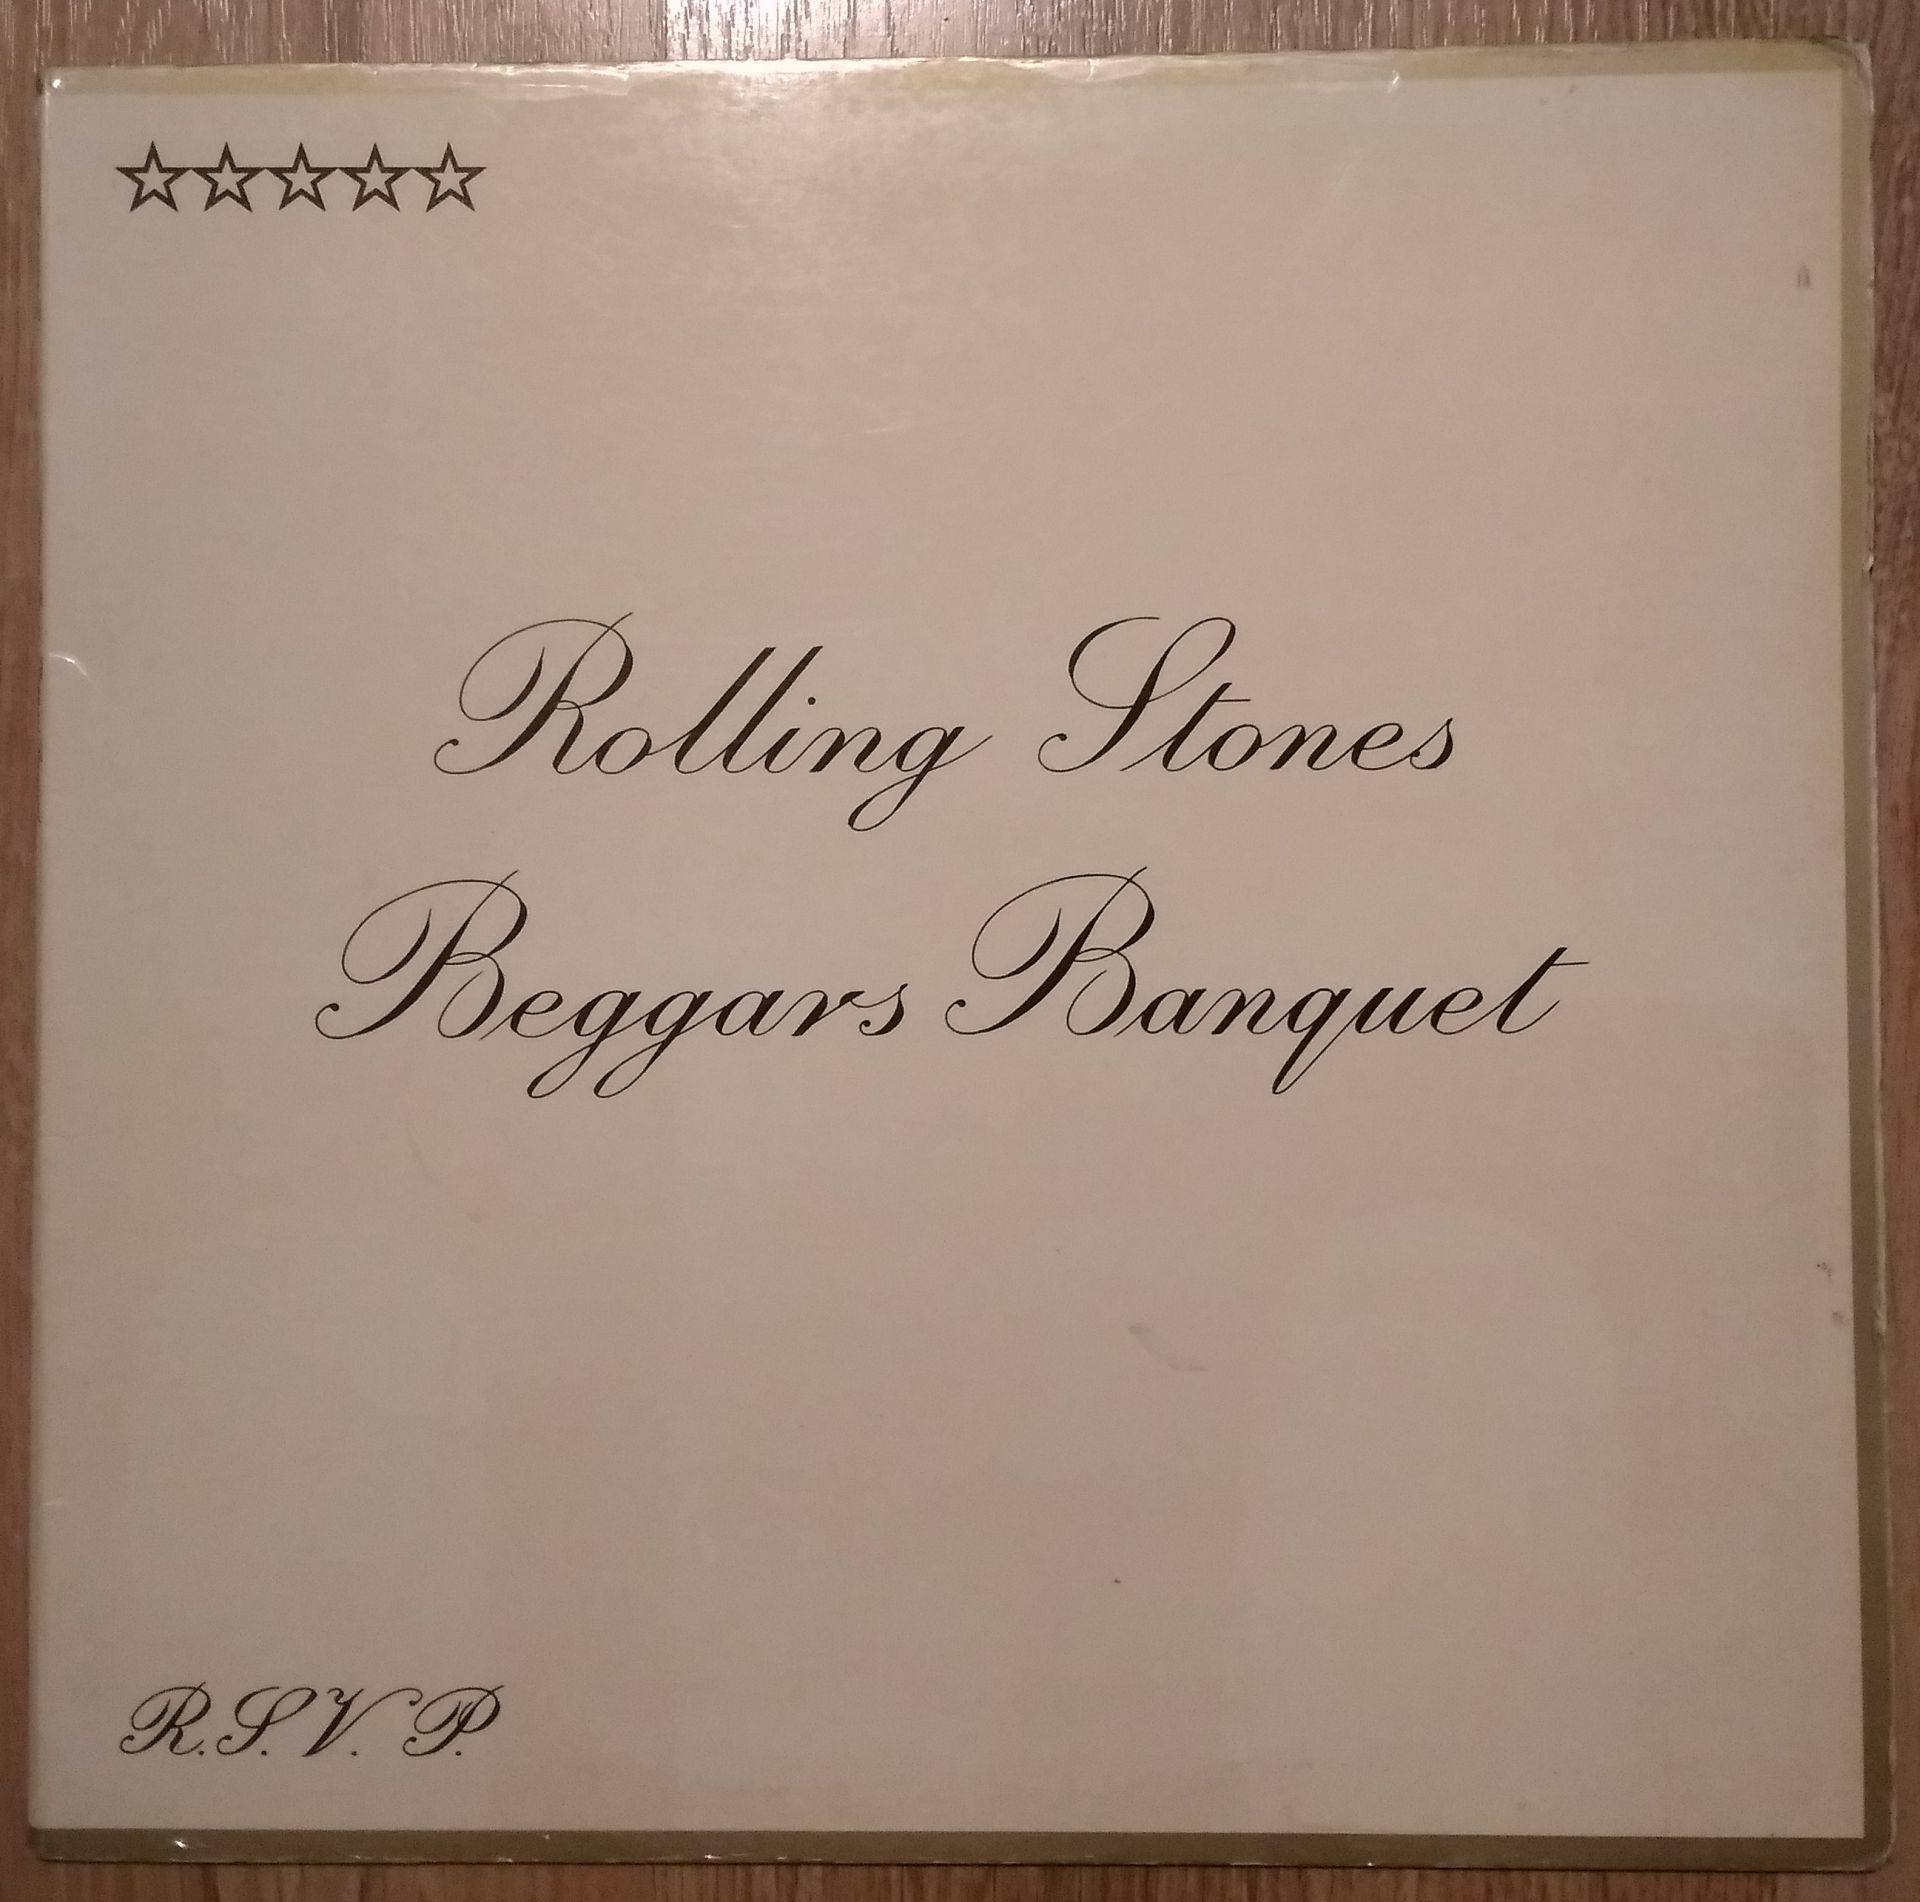 Rolling Stones
Beggars Banquet
R.S.V.P.